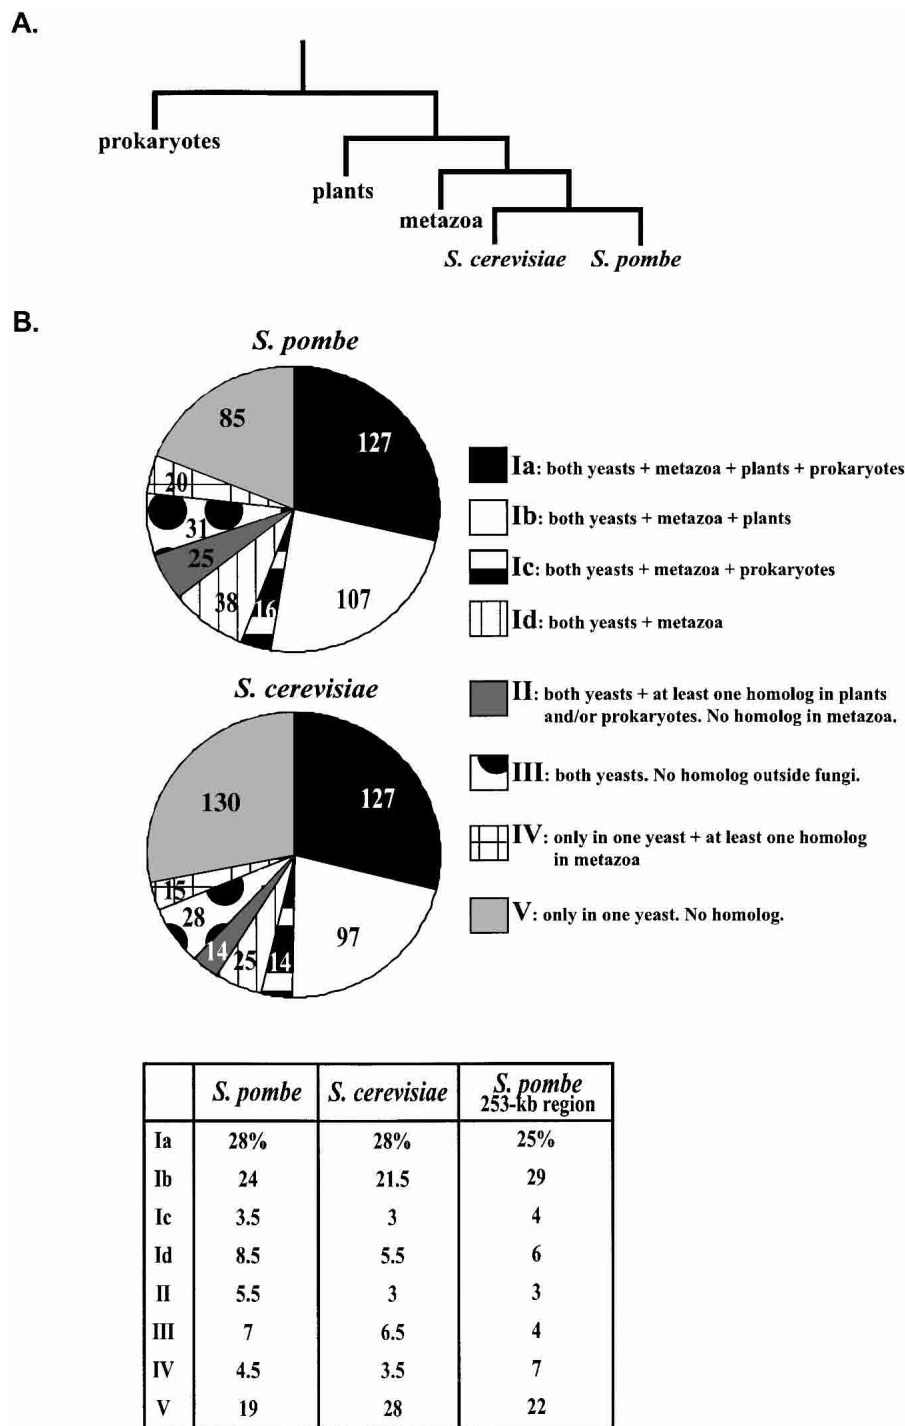 A.
prokaryotes
plants
metazoa
S. cerevisiae S. pombe
B.
S. pombe
85
127
20
31
25
38
16
107
Ia: both yeasts + metazoa + plants + prokaryotes
Ib: both yeasts + metazoa + plants
Ic: both yeasts + metazoa + prokaryotes
Id: both yeasts + metazoa
II: both yeasts + at least one homolog in plants
and/or prokaryotes. No homolog in metazoa.
III: both yeasts. No homolog outside fungi.
IV: only in one yeast + at least one homolog
in metazoa
V: only in one yeast. No homolog.
S. cerevisiae
130
127
15
28
14
25
14
97
S. pombe S. cerevisiae S. pombe
253-kb region
Ia 28% 28% 25%
Ib 24 21.5 29
Ic 3.5 3 4
Id 8.5 5.5 6
II 5.5 3 3
III 7 6.5 4
IV 4.5 3.5 7
V 19 28 22